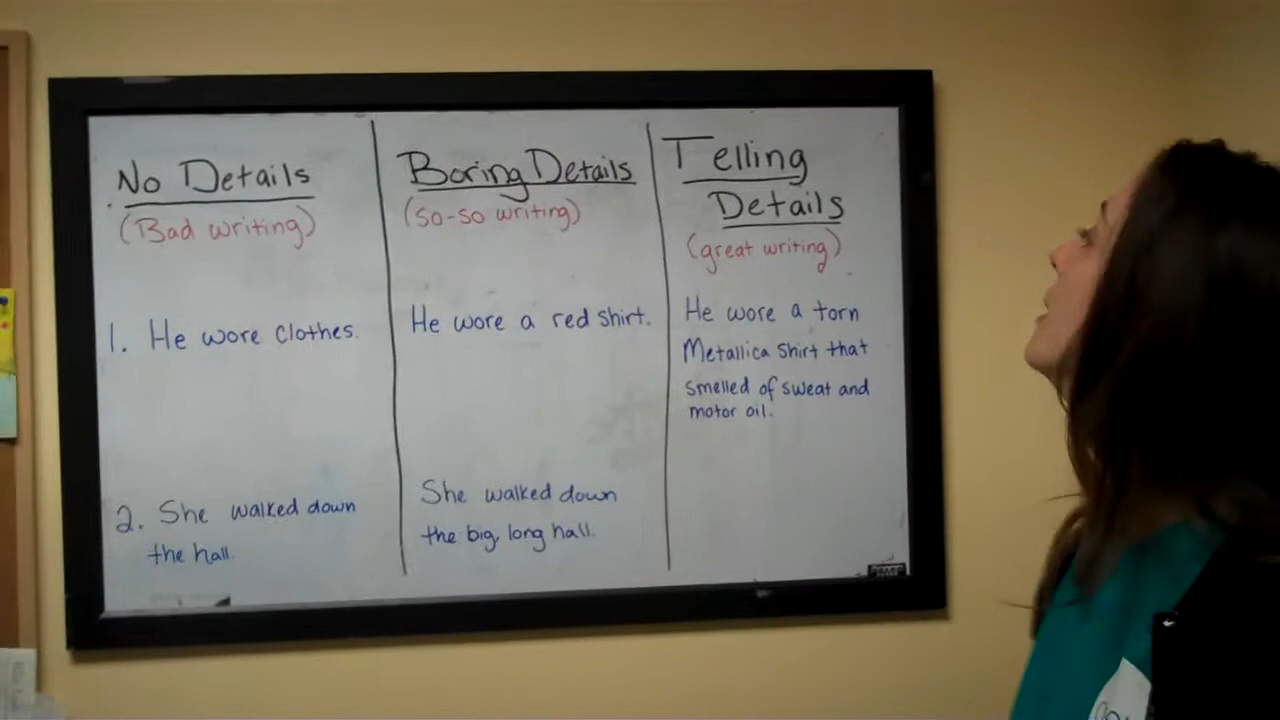 No Details
(Bad writing)
1. He wore clothes.
2. She walked down
the hall.
Boring Details
(so-so writing)
He wore a red shirt.
She walked down
the big, long hall.
Telling
Details
(great writing)
He wore a torn
Metallica shirt that
smelled of sweat and
motor oil.